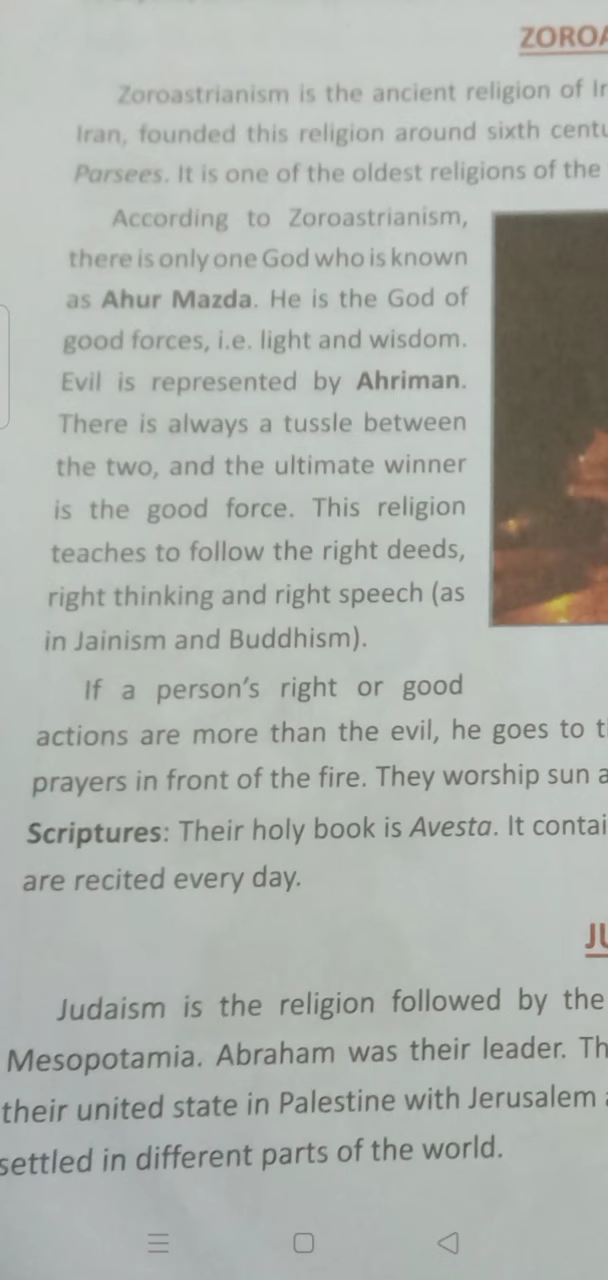 ZOROA
Zoroastrianism is the ancient religion of Ir
Iran, founded this religion around sixth centu
Parsees. It is one of the oldest religions of the
According to Zoroastrianism,
there is only one God who is known
as Ahur Mazda. He is the God of
good forces, i.e. light and wisdom.
Evil is represented by Ahriman.
There is always a tussle between
the two, and the ultimate winner
is the good force. This religion
teaches to follow the right deeds,
right thinking and right speech (as
in Jainism and Buddhism).
If a person's right or good
actions are more than the evil, he goes to t
prayers in front of the fire. They worship sun a
Scriptures: Their holy book is Avesta. It contai
are recited every day.
JU
Judaism is the religion followed by the
Mesopotamia. Abraham was their leader. Th
their united state in Palestine with Jerusalem
settled in different parts of the world.